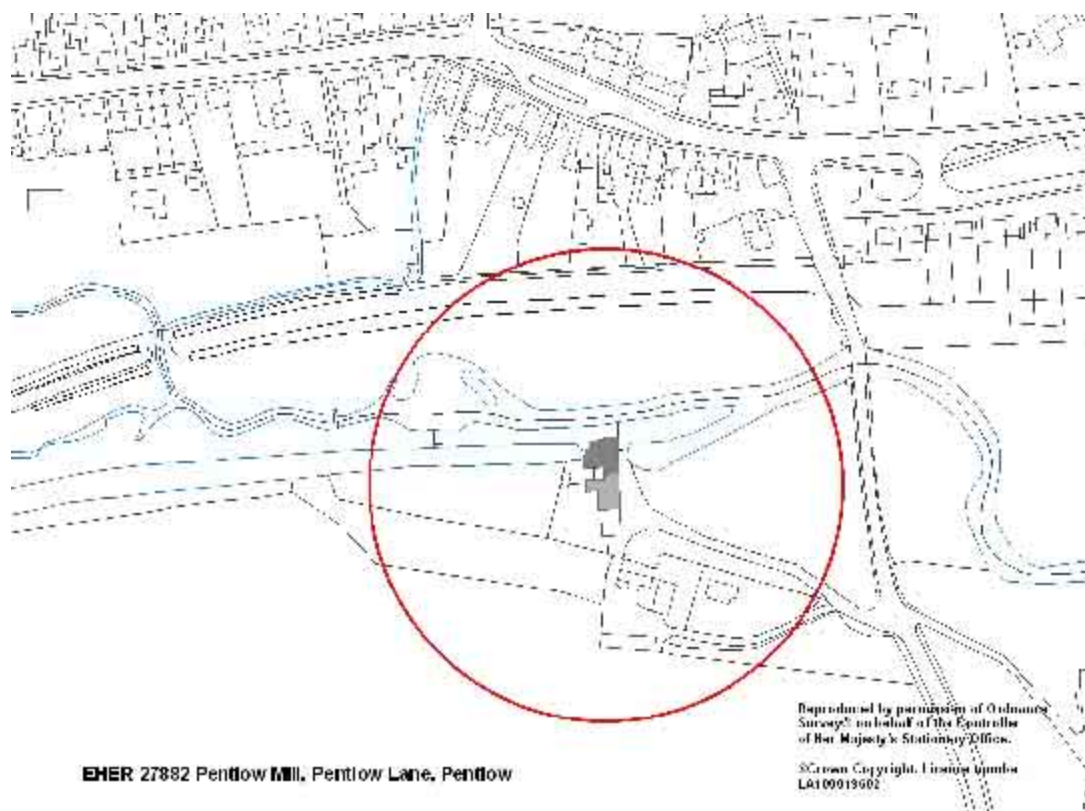 Reproduced by permission of Ordnance
Survey® on behalf of the Controller
of Her Majesty's Stationery Office.
©Crown Copyright. License number
LA100019602
EHER 27882 Pentlow Mill, Pentlow Lane, Pentlow